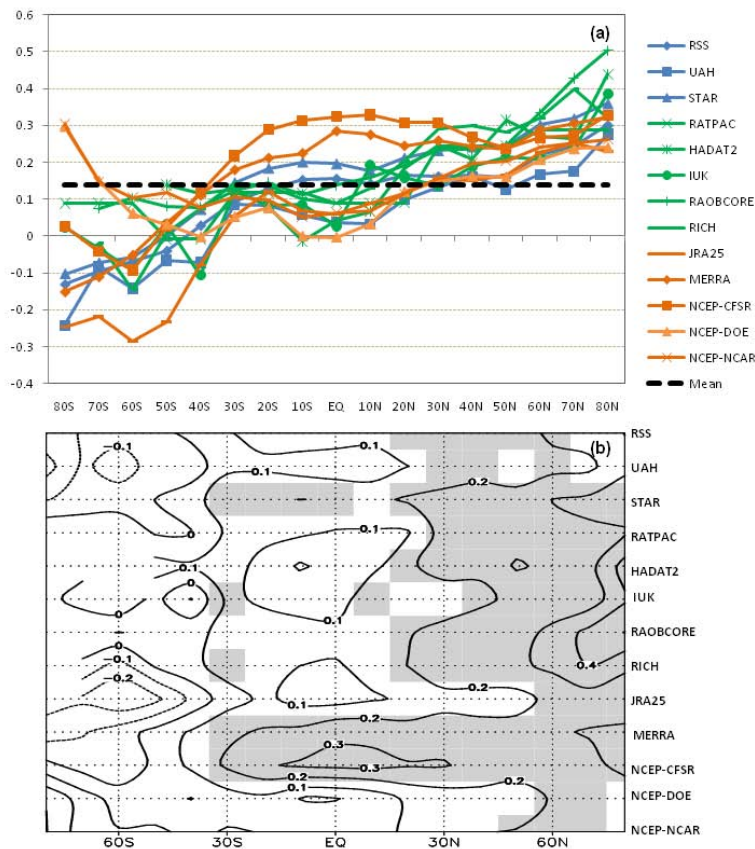 (a)
0.6
0.5
0.4
0.3
0.2
0.1
0
-0.1
-0.2
-0.3
-0.4
80S 70S 60S 50S 40S 30S 20S 10S EQ 10N 20N 30N 40N 50N 60N 70N 80N
RSS
UAH
STAR
RATPAC
HADAT2
IUK
RAOBCORE
RICH
JRA25
MERRA
NCEP-CFSR
NCEP-DOE
NCEP-NCAR
Mean
(b)
RSS
UAH
STAR
RATPAC
HADAT2
IUK
RAOBCORE
RICH
JRA25
MERRA
NCEP-CFSR
NCEP-DOE
NCEP-NCAR
-0.1
0.1
0.1
0.2
0
0.1
0.1
0
0.1
0
0
-0.1
0.4
-0.2
0.1
0.2
0.2
0.3
0.3
0.2
0.2
0.1
60S 30S EQ 30N 60N